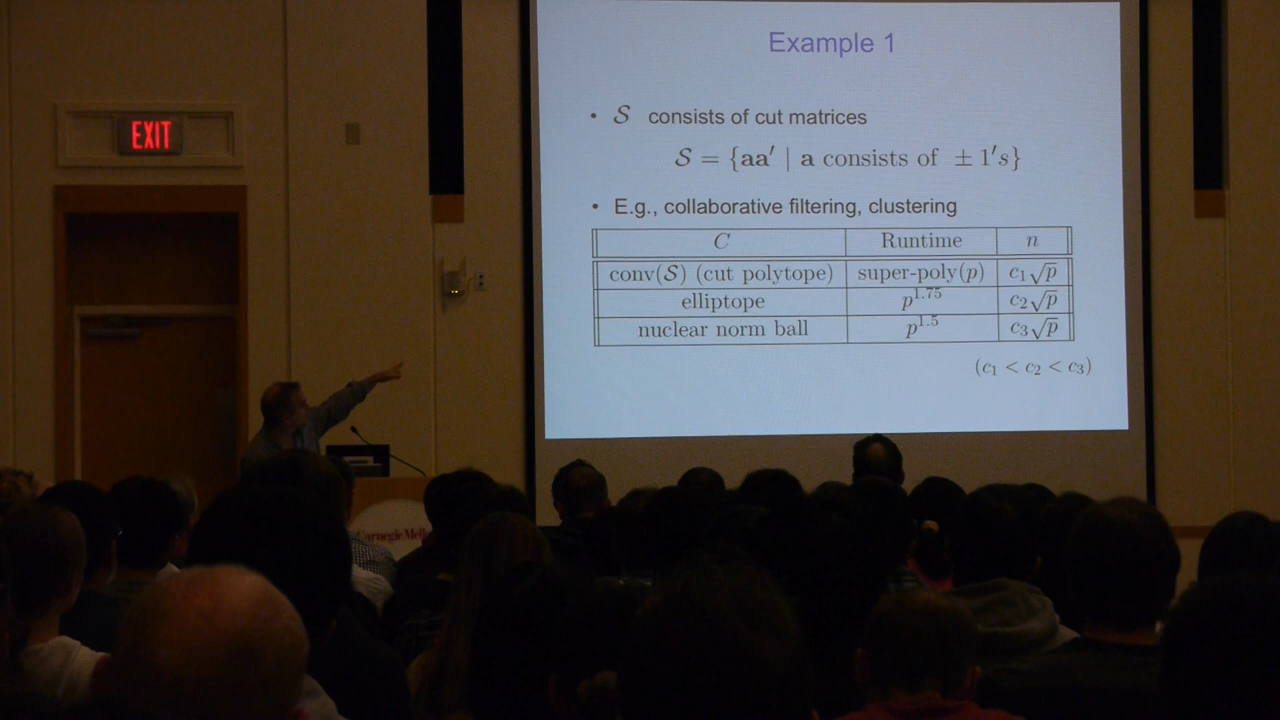 Example 1
EXIT
• 𝒮 consists of cut matrices
𝒮 = {aa′ | a consists of ± 1′s}
• E.g., collaborative filtering, clustering
C Runtime n
conv(𝒮) (cut polytope) super-poly(p) c₁√p
elliptope p^1.75 c₂√p
nuclear norm ball p^1.5 c₃√p
(c₁ < c₂ < c₃)
Carnegie